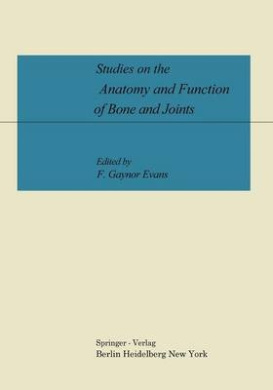 Studies on the
Anatomy and Function
of Bone and Joints
Edited by
F. Gaynor Evans
Springer - Verlag
Berlin Heidelberg New York